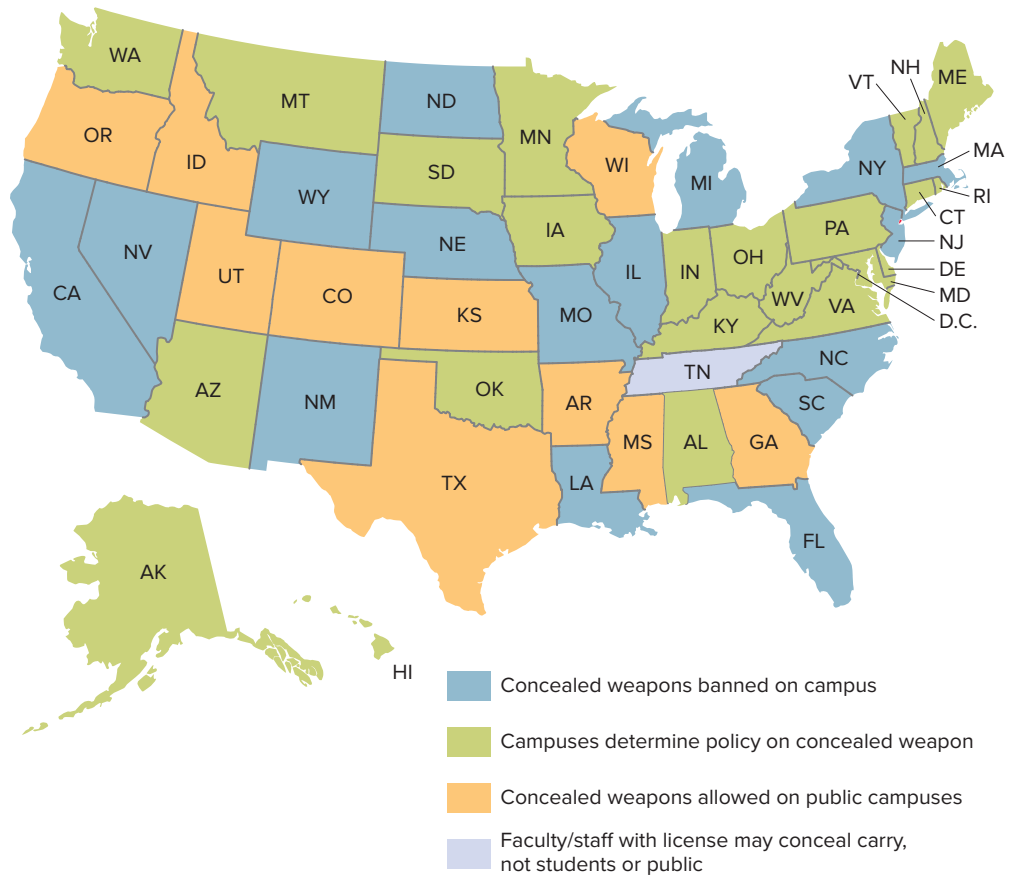 WA
MT
ND
MN
OR
ID
SD
WI
MI
VT
NH
ME
NY
MA
RI
CT
NJ
DE
MD
D.C.
WY
IA
NE
PA
NV
UT
CO
CA
KS
MO
IL
IN
OH
WV
VA
KY
NC
TN
SC
AZ
NM
OK
AR
MS
AL
GA
TX
LA
FL
AK
HI
Concealed weapons banned on campus
Campuses determine policy on concealed weapon
Concealed weapons allowed on public campuses
Faculty/staff with license may conceal carry,
not students or public